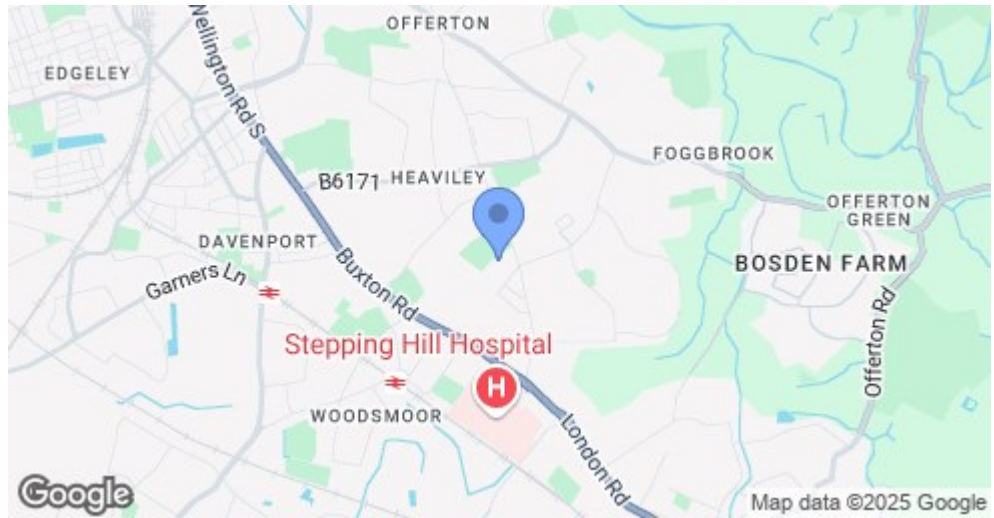 OFFERTON
EDGELEY
Wellington Rd S
FOGGBROOK
B6171
HEAVILEY
OFFERTON
GREEN
DAVENPORT
BOSDEN FARM
Garners Ln
Buxton Rd
Offerton Rd
Stepping Hill Hospital
H
WOODSMOOR
London Rd
Google
Map data ©2025 Google